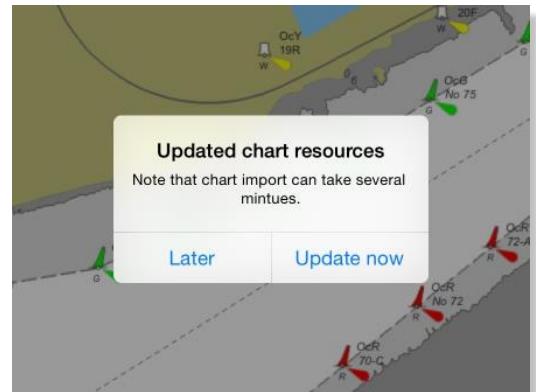 20F
W
OcY
19R
W
G
OcG
No 75
G
Updated chart resources
Note that chart import can take several
mintues.
Later
Update now
G
OcR
72-A
R
OcR
No 72
R
OcR
70-C
R